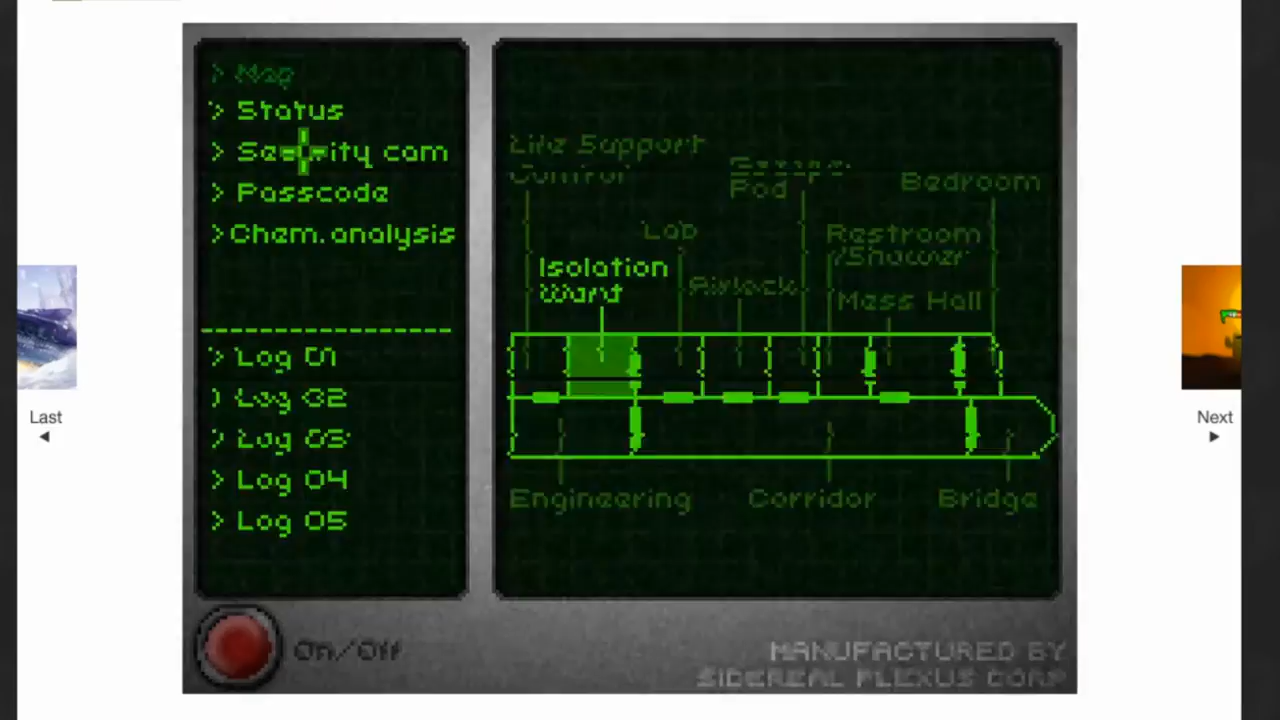 > Map
> Status
> Security cam
> Passcode
> Chem. analysis
> Log 01
> Log 02
> Log 03
> Log 04
> Log 05
On/Off
Life Support
Control
Escape
Pod
Bedroom
Lab
Restroom
/Shower
Isolation
Ward
Airlock
Mess Hall
Engineering
Corridor
Bridge
MANUFACTURED BY
SIDEREAL PLEXUS CORP
Last
◀
Next
▶